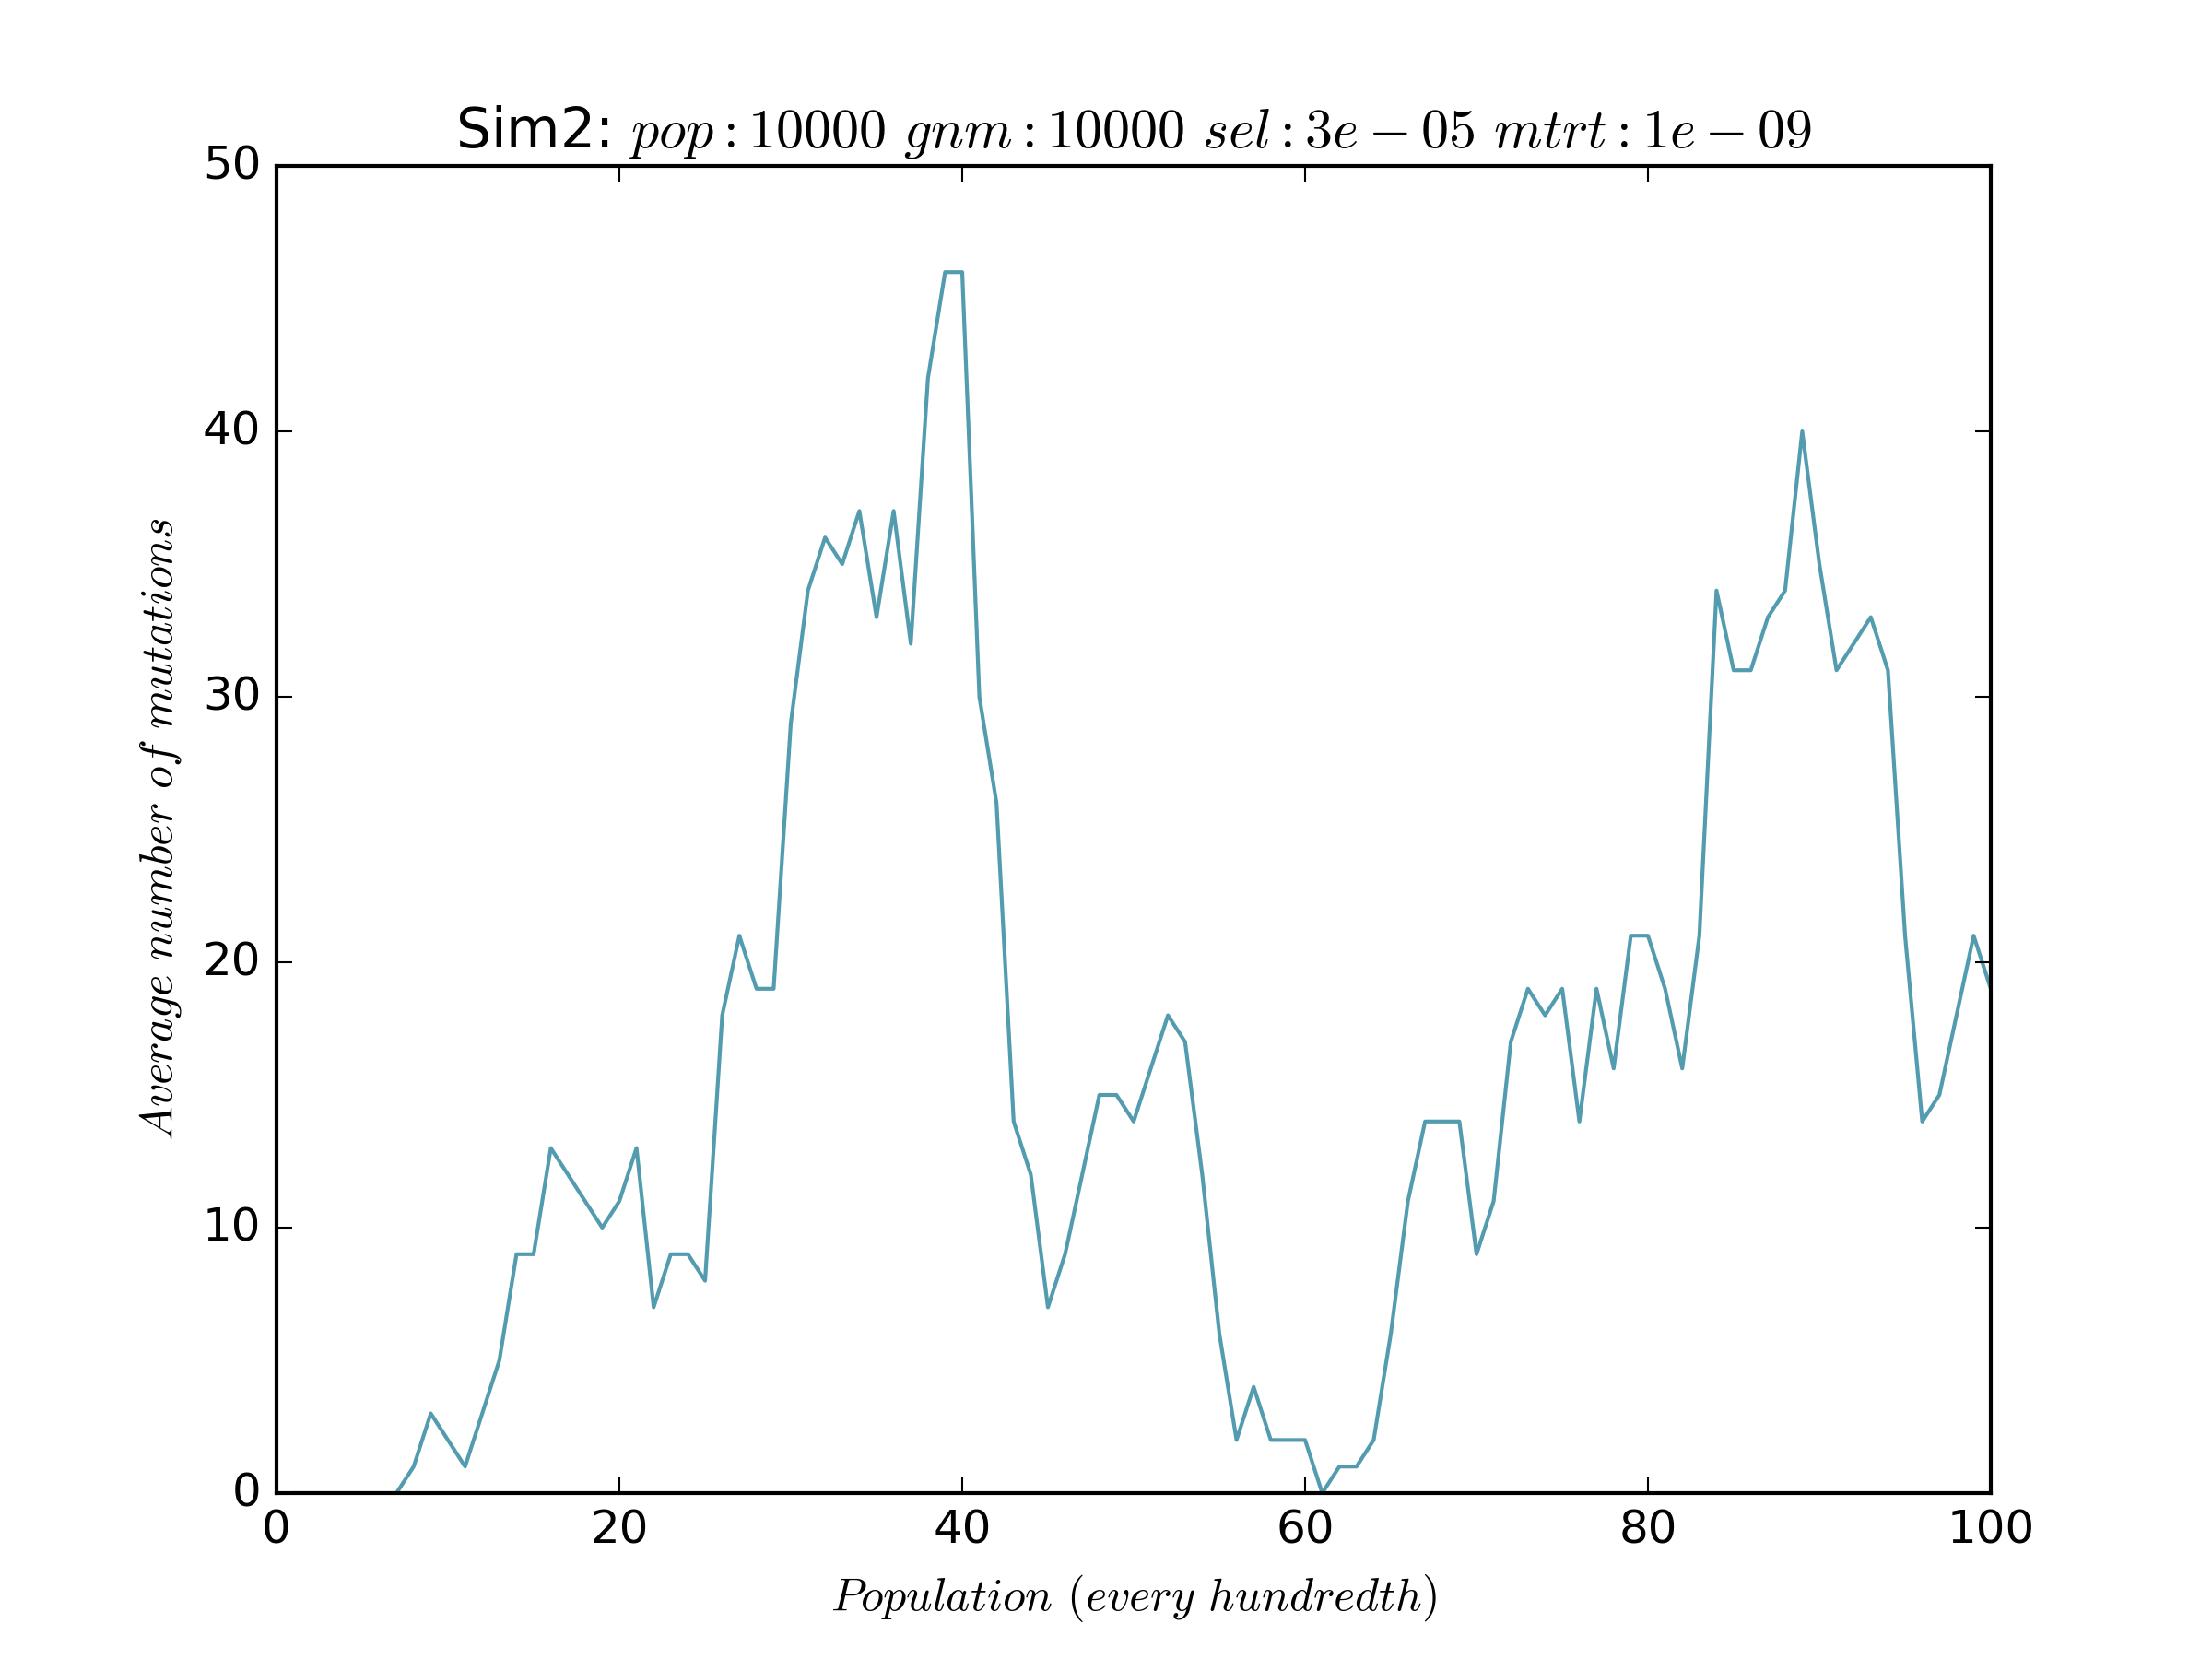 Sim2: pop : 10000 gnm : 10000 sel : 3e − 05 mtrt : 1e − 09
50
40
30
20
10
0
Average number of mutations
0 20 40 60 80 100
Population (every hundredth)